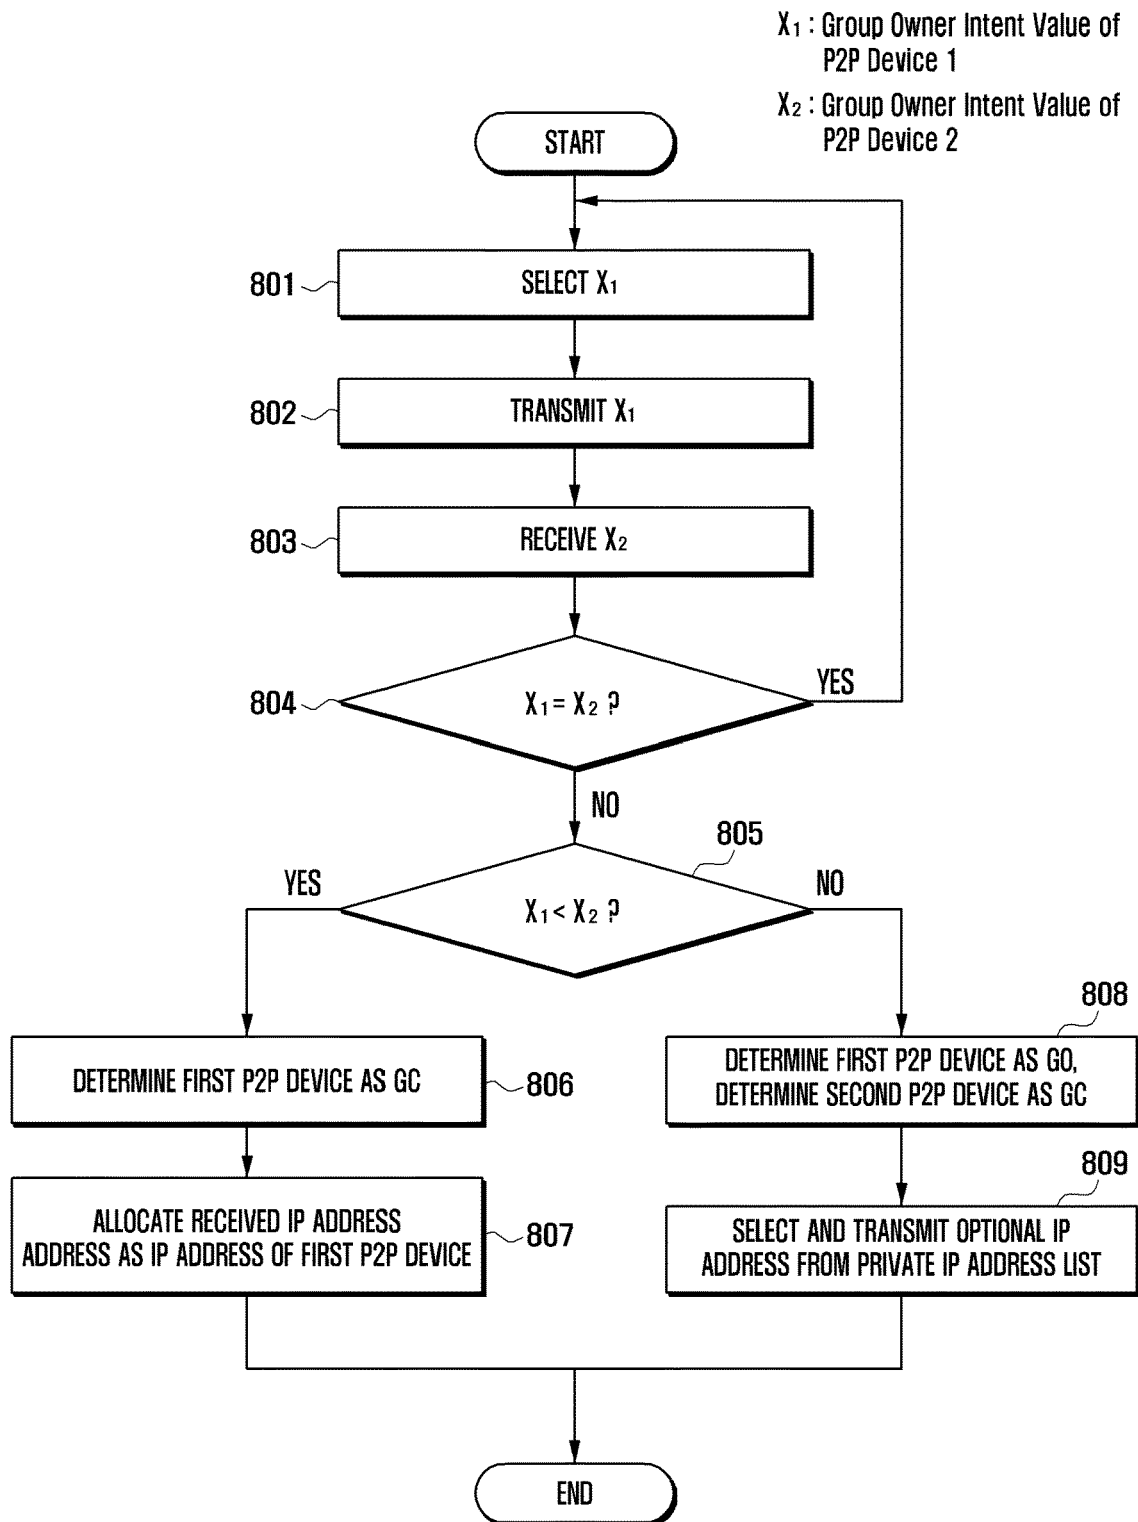 X₁ : Group Owner Intent Value of
P2P Device 1
X₂ : Group Owner Intent Value of
P2P Device 2
START
801
SELECT X₁
802
TRANSMIT X₁
803
RECEIVE X₂
804
X₁ = X₂ ?
YES
NO
805
YES
X₁ < X₂ ?
NO
808
DETERMINE FIRST P2P DEVICE AS GC
806
DETERMINE FIRST P2P DEVICE AS GO,
DETERMINE SECOND P2P DEVICE AS GC
809
ALLOCATE RECEIVED IP ADDRESS
ADDRESS AS IP ADDRESS OF FIRST P2P DEVICE
807
SELECT AND TRANSMIT OPTIONAL IP
ADDRESS FROM PRIVATE IP ADDRESS LIST
END